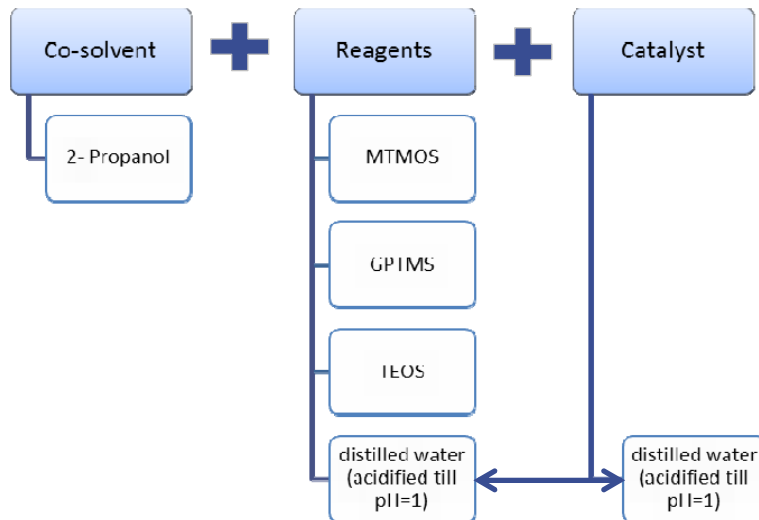 Co-solvent
Reagents
Catalyst
2- Propanol
MTMOS
GPTMS
TEOS
distilled water
(acidified till
pH=1)
distilled water
(acidified till
pH=1)